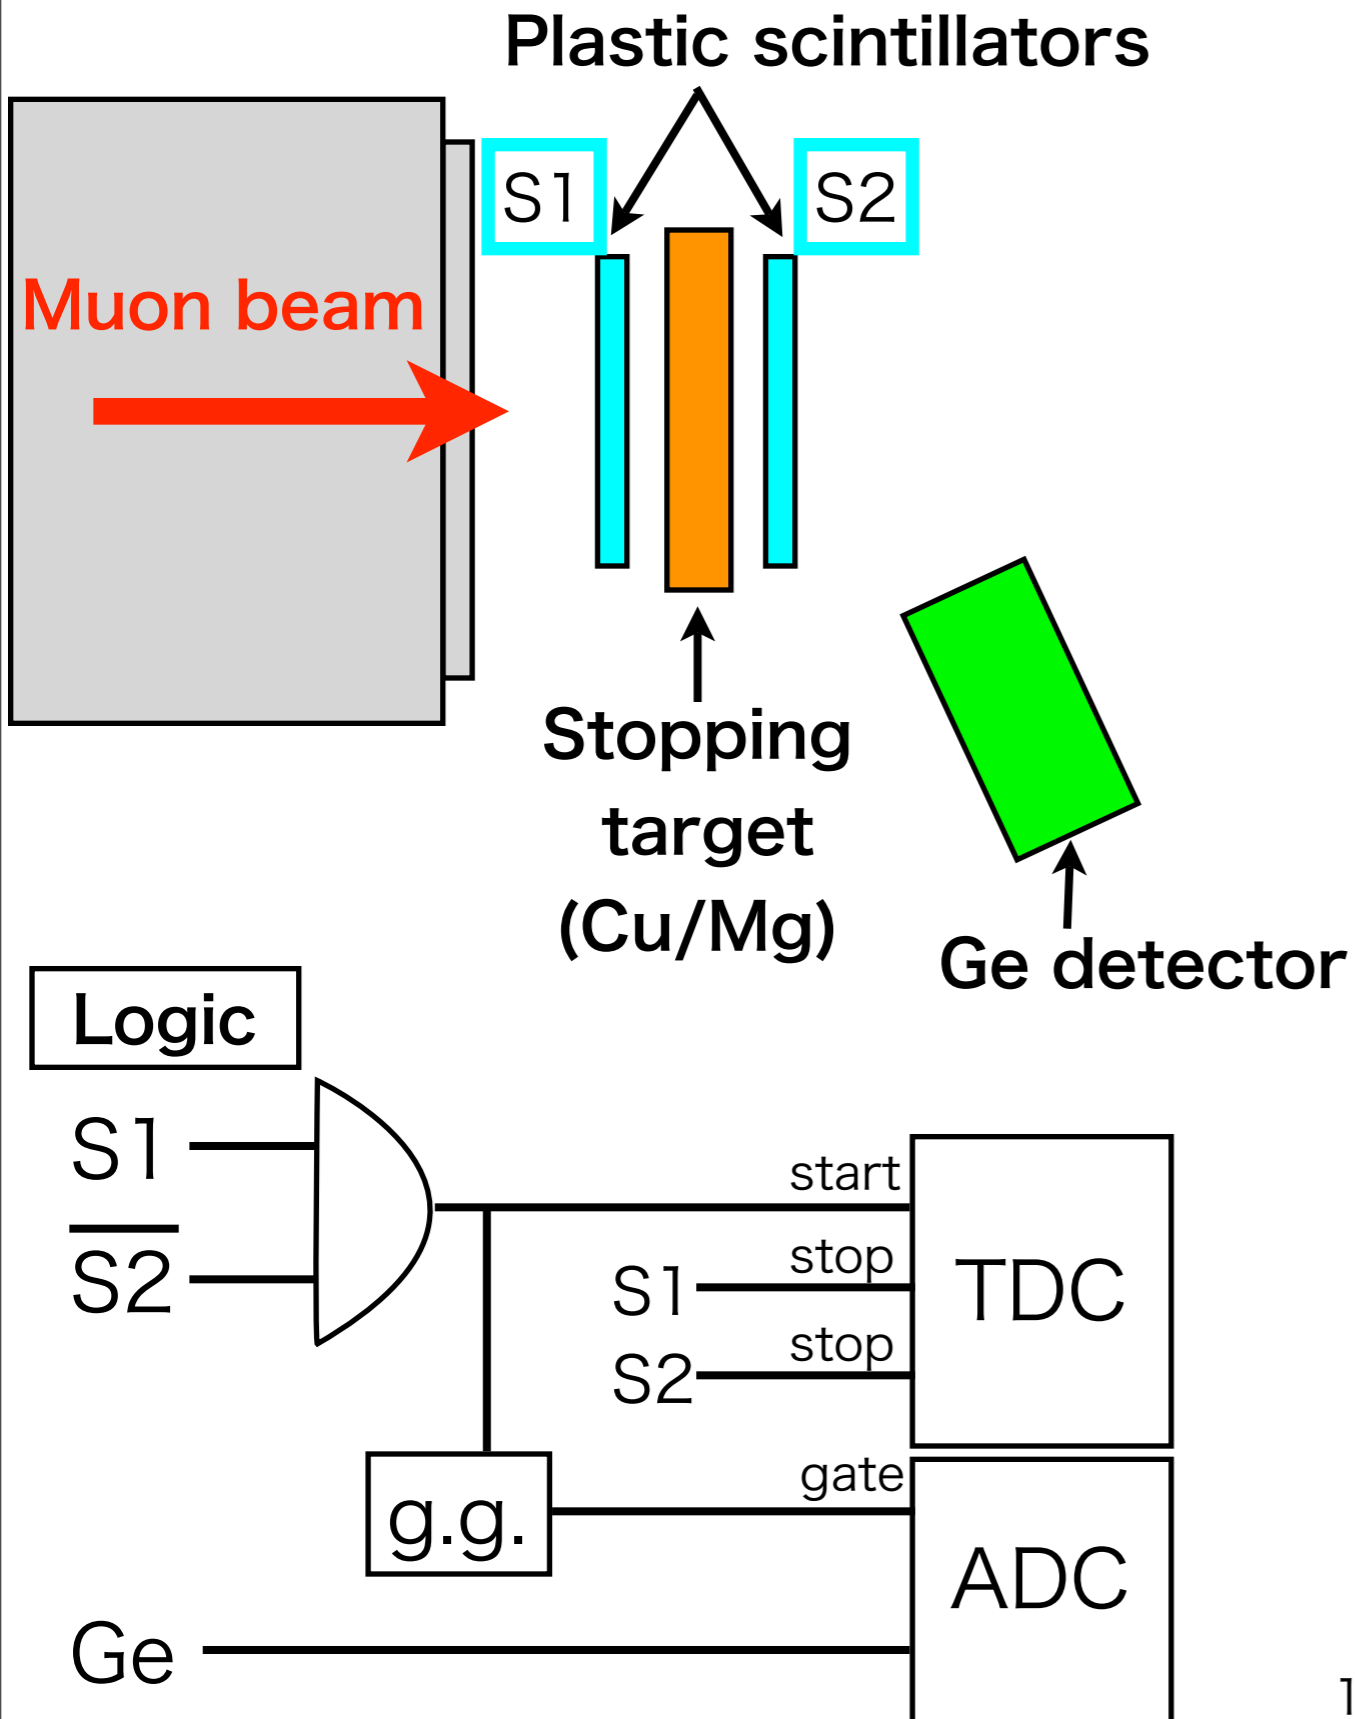 Plastic scintillators
S1
S2
Muon beam
Stopping
target
(Cu/Mg)
Ge detector
Logic
S1
S2
start
S1
stop
S2
stop
TDC
g.g.
gate
ADC
Ge
1